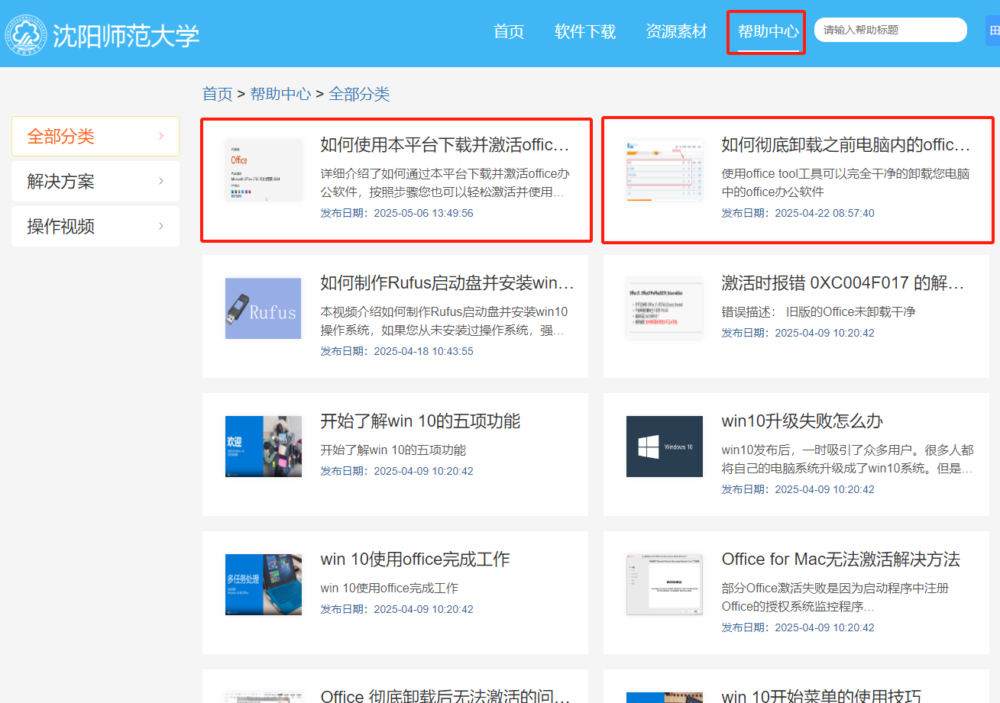 沈阳师范大学
首页
软件下载
资源素材
帮助中心
请输入帮助标题
首页 > 帮助中心 > 全部分类
全部分类
解决方案
操作视频
Office
如何使用本平台下载并激活offic...
详细介绍了如何通过本平台下载并激活office办
公软件，按照步骤您也可以轻松激活并使用...
发布日期：2025-05-06 13:49:56
如何彻底卸载之前电脑内的offic...
使用office tool工具可以完全干净的卸载您电脑
中的office办公软件
发布日期：2025-04-22 08:57:40
Rufus
如何制作Rufus启动盘并安装win...
本视频介绍如何制作Rufus启动盘并安装win10
操作系统，如果您从未安装过操作系统，强...
发布日期：2025-04-18 10:43:55
激活时报错 0XC004F017 的解...
错误描述： 旧版的Office未卸载干净
发布日期：2025-04-09 10:20:42
欢迎
开始了解win 10的五项功能
开始了解win 10的五项功能
发布日期：2025-04-09 10:20:42
Windows 10
win10升级失败怎么办
win10发布后，一时吸引了众多用户。很多人都
将自己的电脑系统升级成了win10系统。但是...
发布日期：2025-04-09 10:20:42
多任务处理
win 10使用office完成工作
win 10使用office完成工作
发布日期：2025-04-09 10:20:42
Office for Mac无法激活解决方法
部分Office激活失败是因为启动程序中注册
Office的授权系统监控程序...
发布日期：2025-04-09 10:20:42
Office 彻底卸载后无法激活的问...
win 10开始菜单的使用技巧